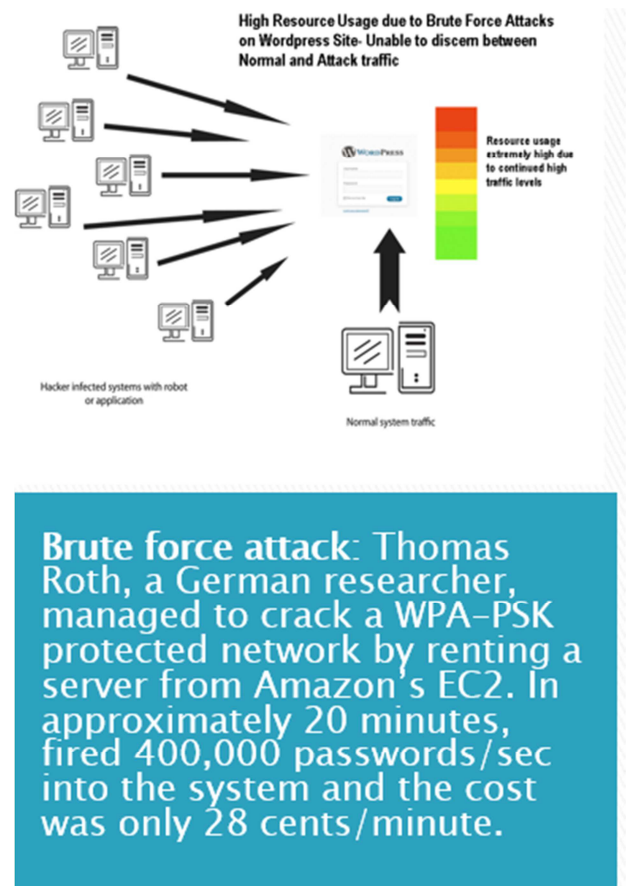 High Resource Usage due to Brute Force Attacks
on Wordpress Site- Unable to discern between
Normal and Attack traffic
WORDPRESS
Resource usage
extremely high due
to continued high
traffic levels
Hacker infected systems with robot
or application
Normal system traffic
Brute force attack: Thomas
Roth, a German researcher,
managed to crack a WPA-PSK
protected network by renting a
server from Amazon's EC2. In
approximately 20 minutes,
fired 400,000 passwords/sec
into the system and the cost
was only 28 cents/minute.